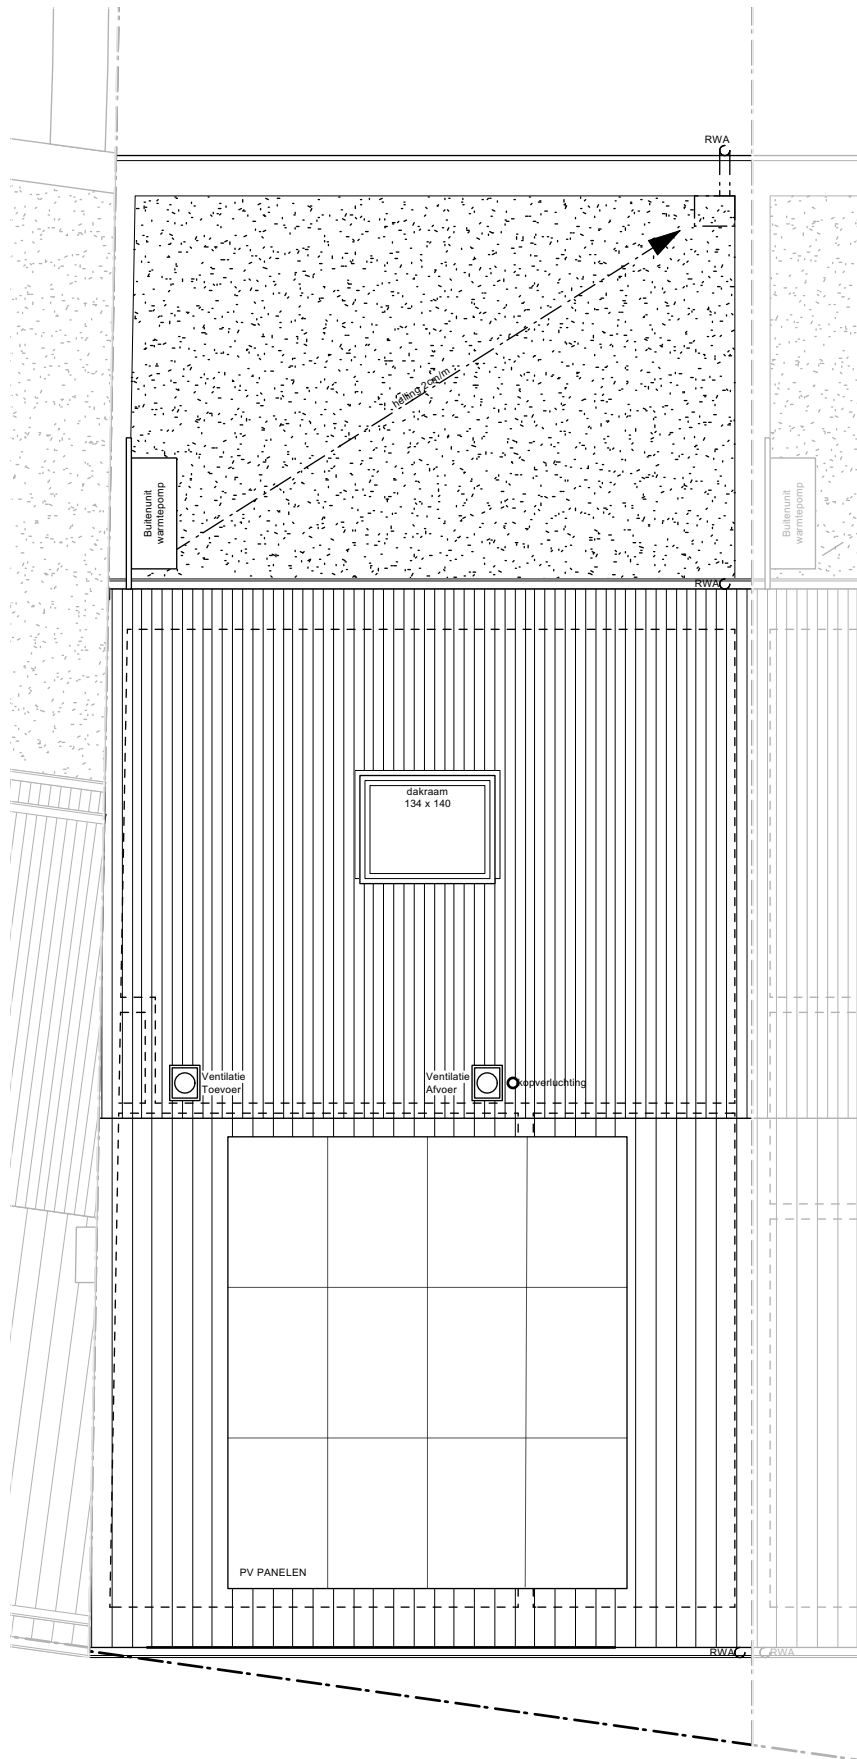 RWA
helling 2cm/m
Buitenunit
warmtepomp
Buitenunit
warmtepomp
RWA
dakraam
134 x 140
Ventilatie
Toevoer
Ventilatie
Afvoer
kopverluchting
PV PANELEN
RWA
RWA